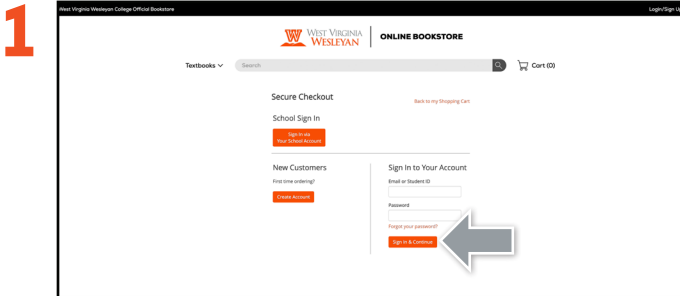 1
West Virginia Wesleyan College Official Bookstore
Login/Sign Up
W West Virginia Wesleyan
ONLINE BOOKSTORE
Textbooks
Search
Cart (0)
Secure Checkout
Back to my Shopping Cart
School Sign In
Sign in via
Your School Account
New Customers
First time ordering?
Create Account
Sign In to Your Account
Email or Student ID
Password
Forgot your password?
Sign In & Continue